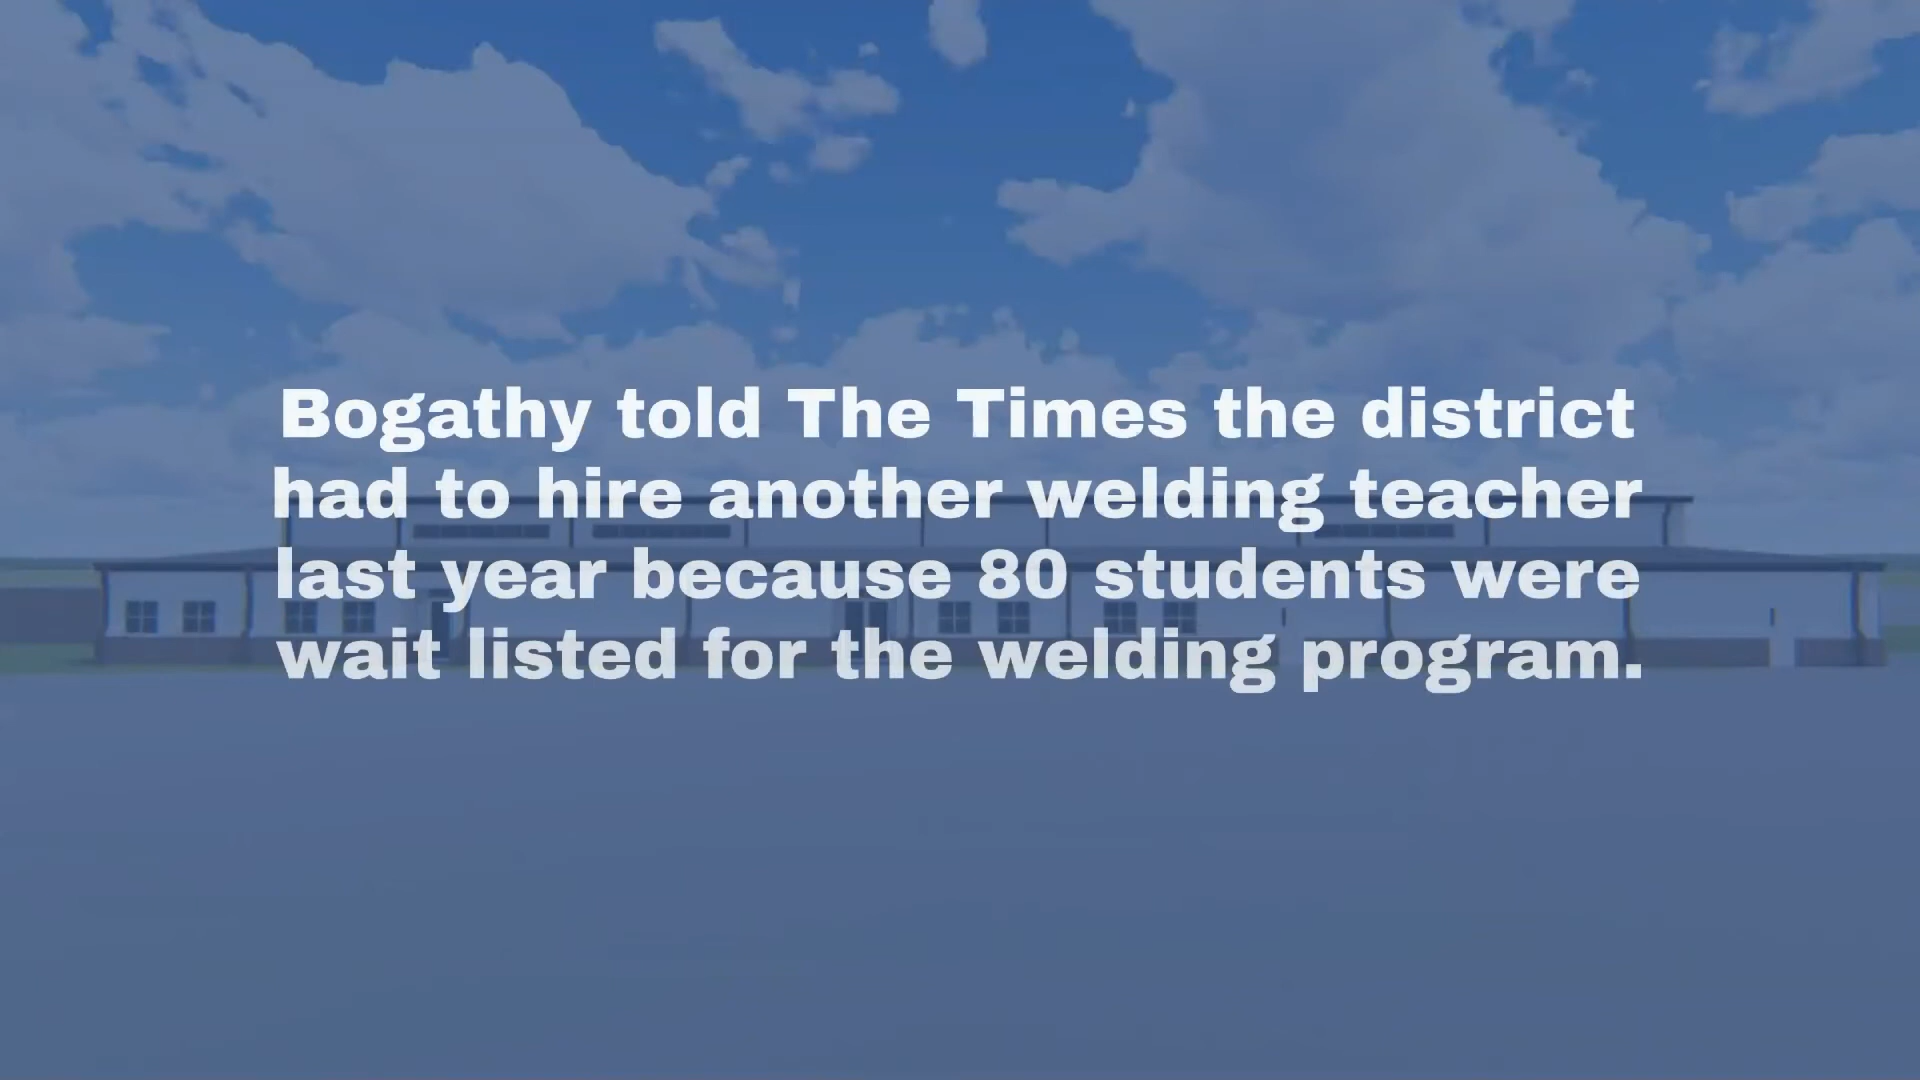 Bogathy told The Times the district
had to hire another welding teacher
last year because 80 students were
wait listed for the welding program.